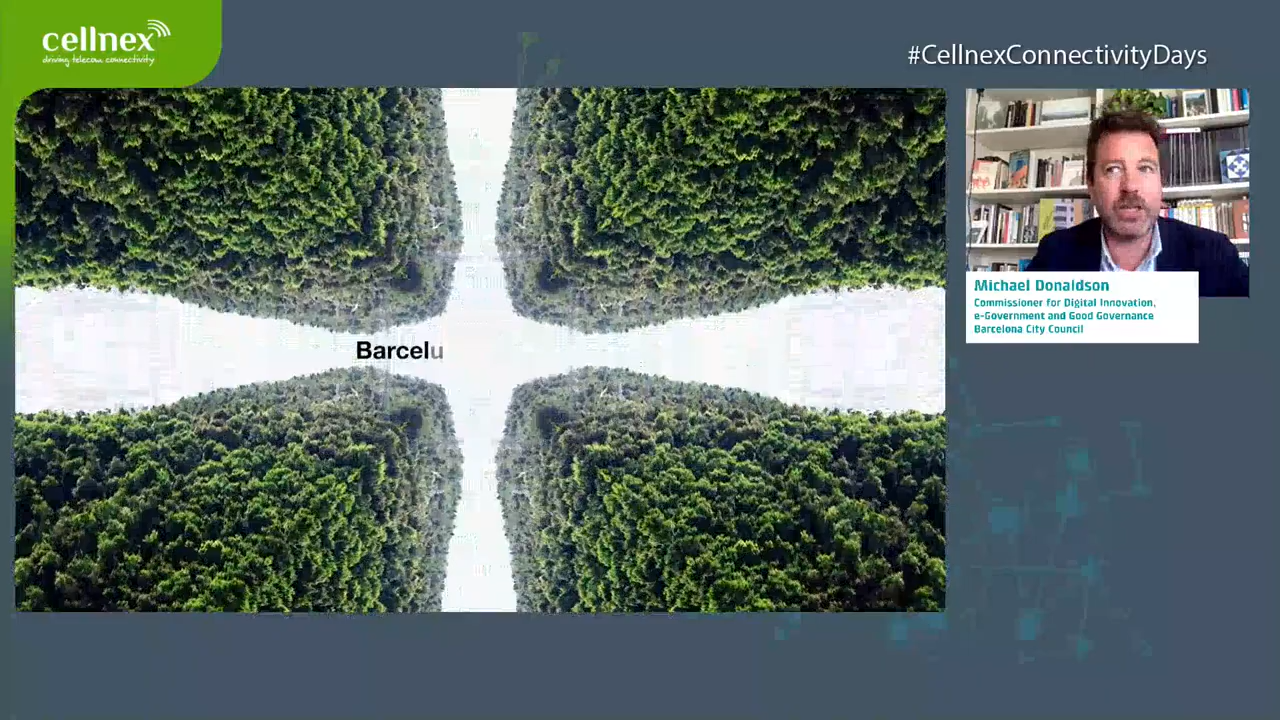 cellnex
driving telecom connectivity
#CellnexConnectivityDays
Barcelu
Michael Donaldson
Commissioner for Digital Innovation,
e-Government and Good Governance
Barcelona City Council